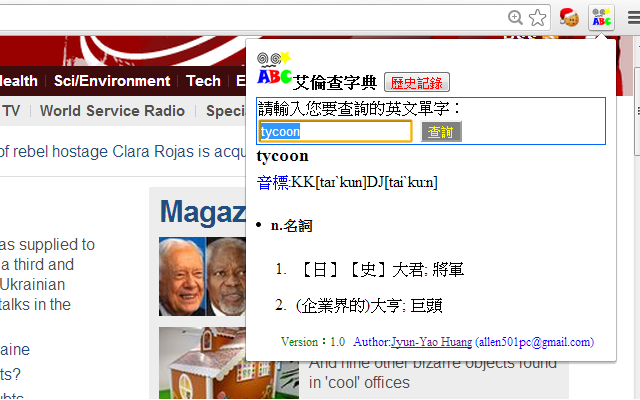 Health Sci/Environment Tech E
TV World Service Radio Speci
of rebel hostage Clara Rojas is acqu
Magaz
as supplied to
a third and
Ukrainian
talks in the
aine
ts?
And nine other bizarre objects found
in 'cool' offices
ABC
艾倫查字典 歷史記錄
請輸入您要查詢的英文單字：
tycoon 查詢
tycoon
音標:KK[taɪˋkun]DJ[taiˋku:n]
n.名詞
1. 【日】【史】大君; 將軍
2. (企業界的)大亨; 巨頭
Version：1.0 Author:Jyun-Yao Huang (allen501pc@gmail.com)
ABC